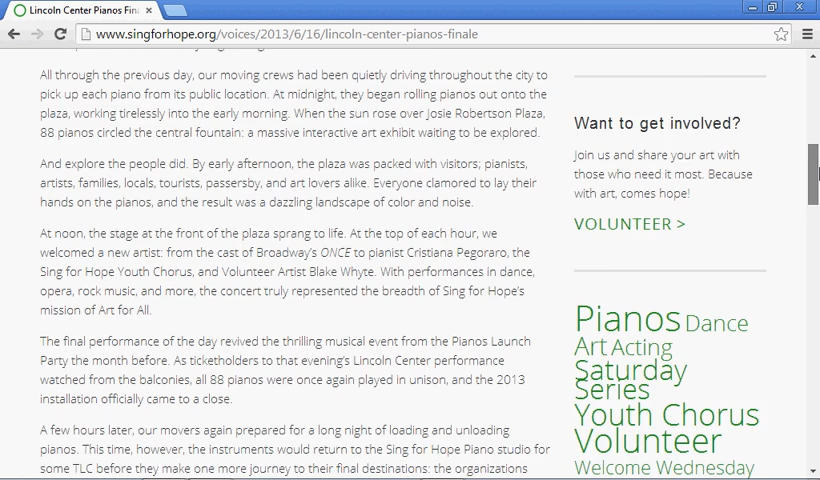 Lincoln Center Pianos Fina
www.singforhope.org/voices/2013/6/16/lincoln-center-pianos-finale
All through the previous day, our moving crews had been quietly driving throughout the city to
pick up each piano from its public location. At midnight, they began rolling pianos out onto the
plaza, working tirelessly into the early morning. When the sun rose over Josie Robertson Plaza,
88 pianos circled the central fountain: a massive interactive art exhibit waiting to be explored.
And explore the people did. By early afternoon, the plaza was packed with visitors; pianists,
artists, families, locals, tourists, passersby, and art lovers alike. Everyone clamored to lay their
hands on the pianos, and the result was a dazzling landscape of color and noise.
At noon, the stage at the front of the plaza sprang to life. At the top of each hour, we
welcomed a new artist: from the cast of Broadway's ONCE to pianist Cristiana Pegoraro, the
Sing for Hope Youth Chorus, and Volunteer Artist Blake Whyte. With performances in dance,
opera, rock music, and more, the concert truly represented the breadth of Sing for Hope's
mission of Art for All.
The final performance of the day revived the thrilling musical event from the Pianos Launch
Party the month before. As ticketholders to that evening's Lincoln Center performance
watched from the balconies, all 88 pianos were once again played in unison, and the 2013
installation officially came to a close.
A few hours later, our movers again prepared for a long night of loading and unloading
pianos. This time, however, the instruments would return to the Sing for Hope Piano studio for
some TLC before they make one more journey to their final destinations: the organizations
Want to get involved?
Join us and share your art with
those who need it most. Because
with art, comes hope!
VOLUNTEER >
Pianos Dance
Art Acting
Saturday
Series
Youth Chorus
Volunteer
Welcome Wednesday